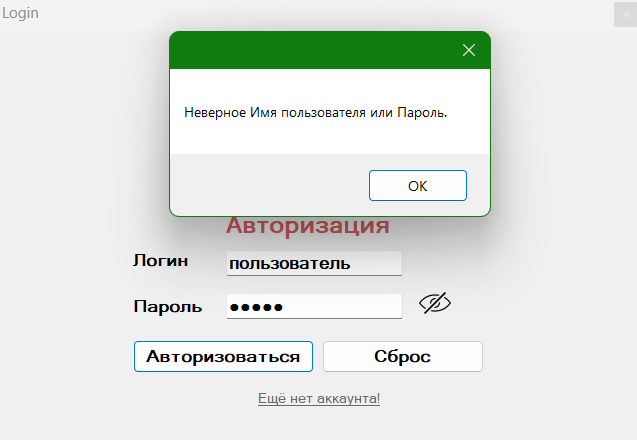 Login
Неверное Имя пользователя или Пароль.
OK
Авторизация
Логин
пользователь
Пароль
●●●●●
Авторизоваться
Сброс
Ещё нет аккаунта!